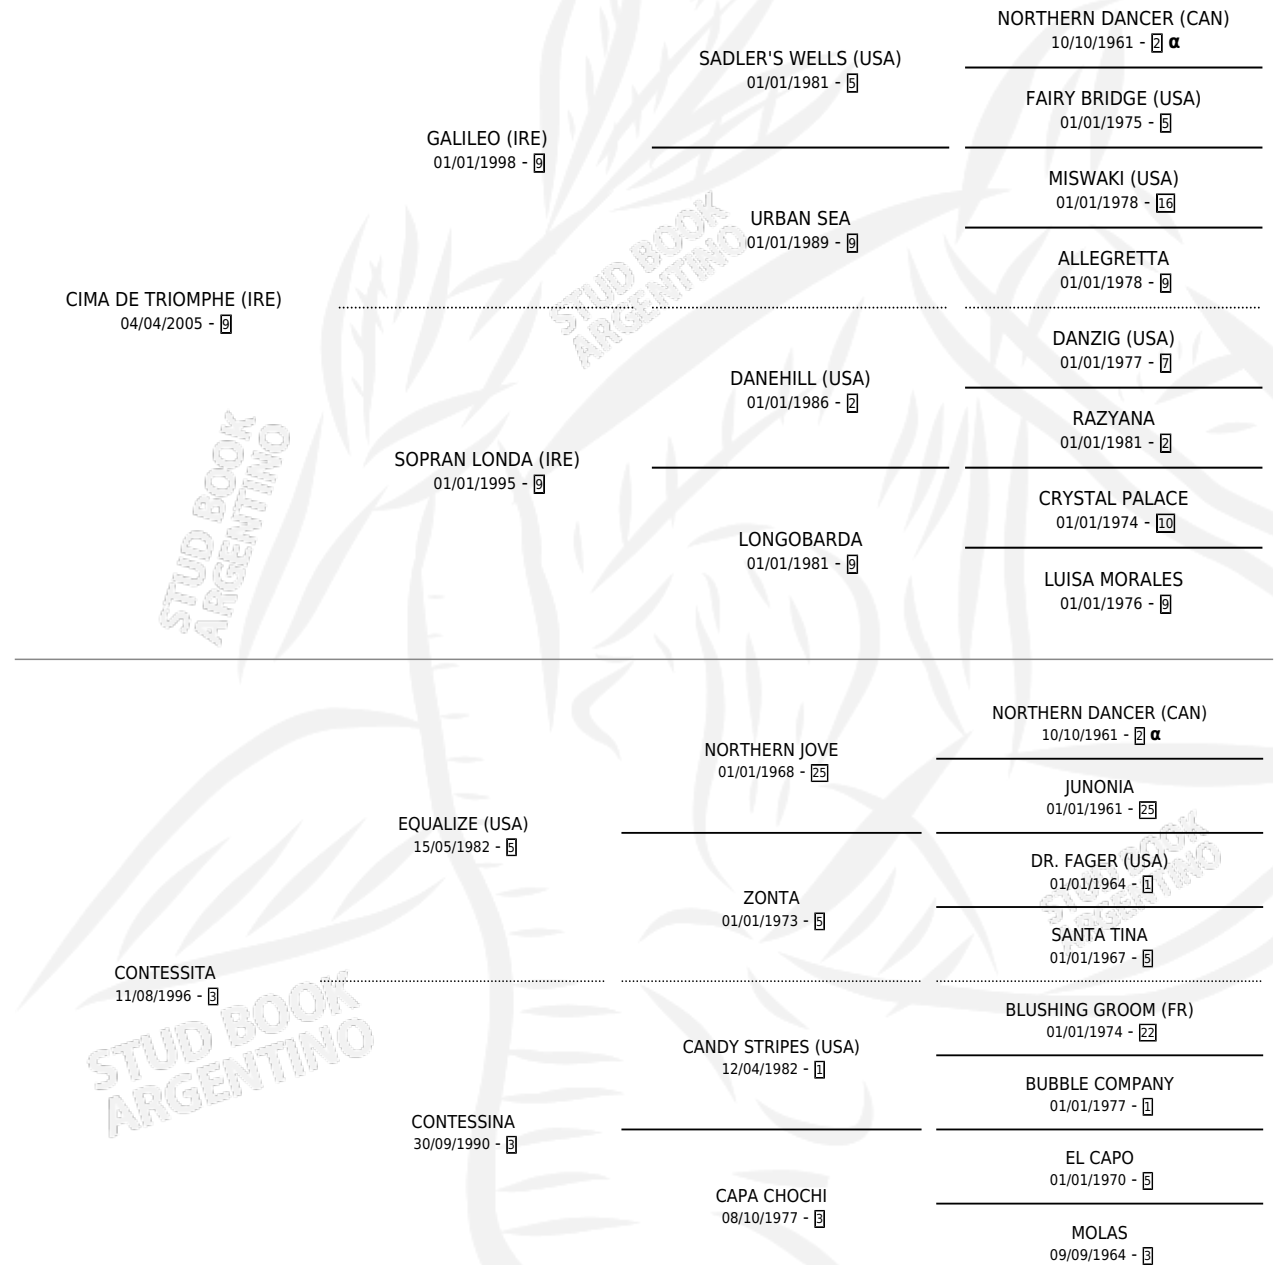 NORTHERN DANCER (CAN)
10/10/1961 - 2 α
SADLER'S WELLS (USA)
01/01/1981 - 5
FAIRY BRIDGE (USA)
01/01/1975 - 5
GALILEO (IRE)
01/01/1998 - 9
MISWAKI (USA)
01/01/1978 - 16
URBAN SEA
01/01/1989 - 9
ALLEGRETTA
01/01/1978 - 9
CIMA DE TRIOMPHE (IRE)
04/04/2005 - 9
STUD BOOK
ARGENTINO
DANZIG (USA)
01/01/1977 - 7
DANEHILL (USA)
01/01/1986 - 2
RAZYANA
01/01/1981 - 2
SOPRAN LONDA (IRE)
01/01/1995 - 9
CRYSTAL PALACE
01/01/1974 - 10
LONGOBARDA
01/01/1981 - 9
LUISA MORALES
01/01/1976 - 9
STUD BOOK
ARGENTINO
NORTHERN DANCER (CAN)
10/10/1961 - 2 α
NORTHERN JOVE
01/01/1968 - 25
JUNONIA
01/01/1961 - 25
EQUALIZE (USA)
15/05/1982 - 5
DR. FAGER (USA)
01/01/1964 - 1
ZONTA
01/01/1973 - 5
SANTA TINA
01/01/1967 - 5
STUD BOOK
ARGENTINO
CONTESSITA
11/08/1996 - 3
BLUSHING GROOM (FR)
01/01/1974 - 22
CANDY STRIPES (USA)
12/04/1982 - 1
BUBBLE COMPANY
01/01/1977 - 1
STUD BOOK
ARGENTINO
CONTESSINA
30/09/1990 - 3
EL CAPO
01/01/1970 - 5
CAPA CHOCHI
08/10/1977 - 3
MOLAS
09/09/1964 - 3